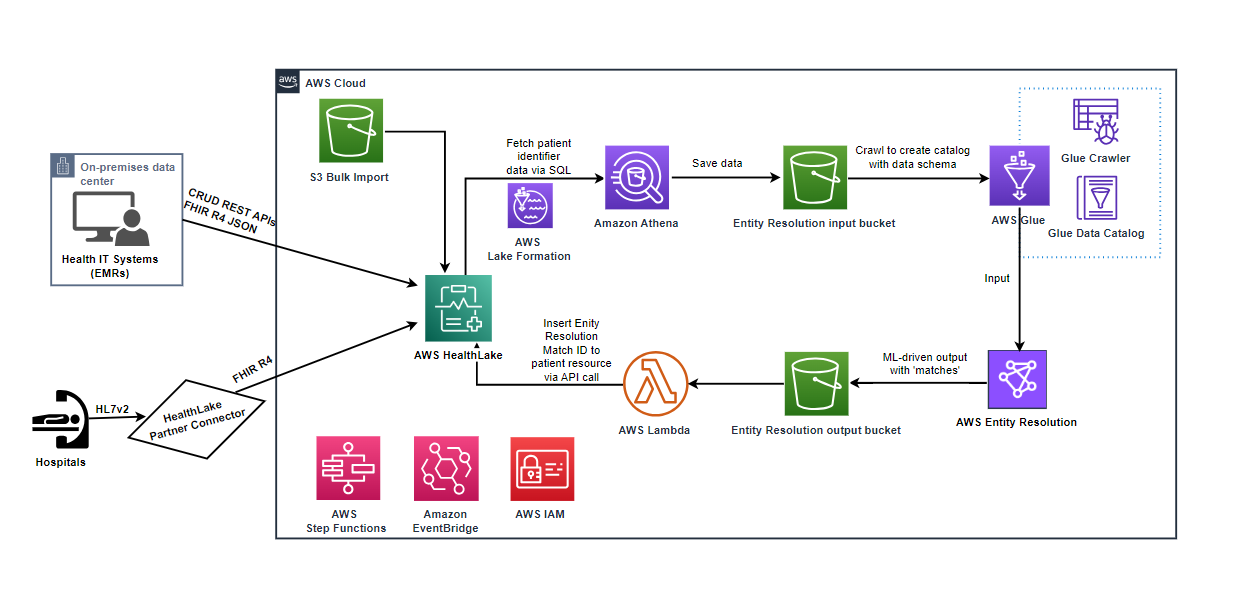 aws
AWS Cloud
S3 Bulk Import
On-premises data
center
Health IT Systems
(EMRs)
CRUD REST APIs
FHIR R4 JSON
Fetch patient
identifier
data via SQL
AWS
Lake Formation
Amazon Athena
Save data
Entity Resolution input bucket
Crawl to create catalog
with data schema
AWS Glue
Glue Crawler
Glue Data Catalog
Input
AWS HealthLake
Insert Enity
Resolution
Match ID to
patient resource
via API call
AWS Lambda
Entity Resolution output bucket
ML-driven output
with 'matches'
AWS Entity Resolution
FHIR R4
HL7v2
HealthLake
Partner Connector
Hospitals
AWS
Step Functions
Amazon
EventBridge
AWS IAM